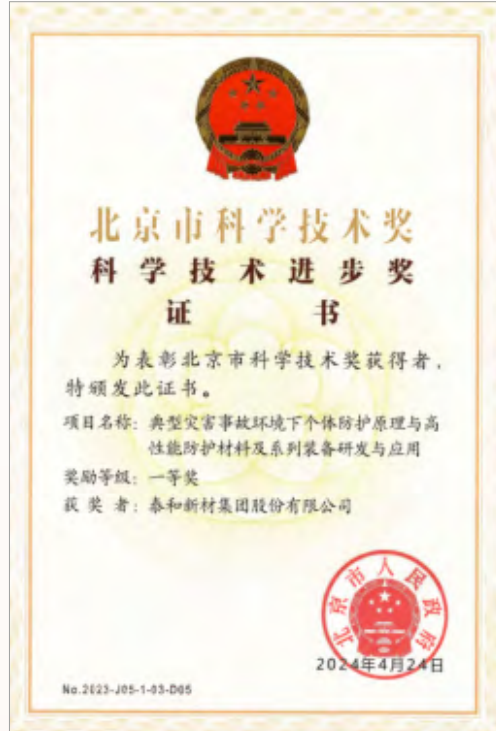 北京市科学技术奖
科学技术进步奖
证 书
为表彰北京市科学技术奖获得者，
特颁发此证书。
项目名称：典型灾害事故环境下个体防护原理与高
性能防护材料及系列装备研发与应用
奖励等级：一等奖
获奖者：泰和新材集团股份有限公司
北京市人民政府
2024年4月24日
No.2023-J05-1-03-D05